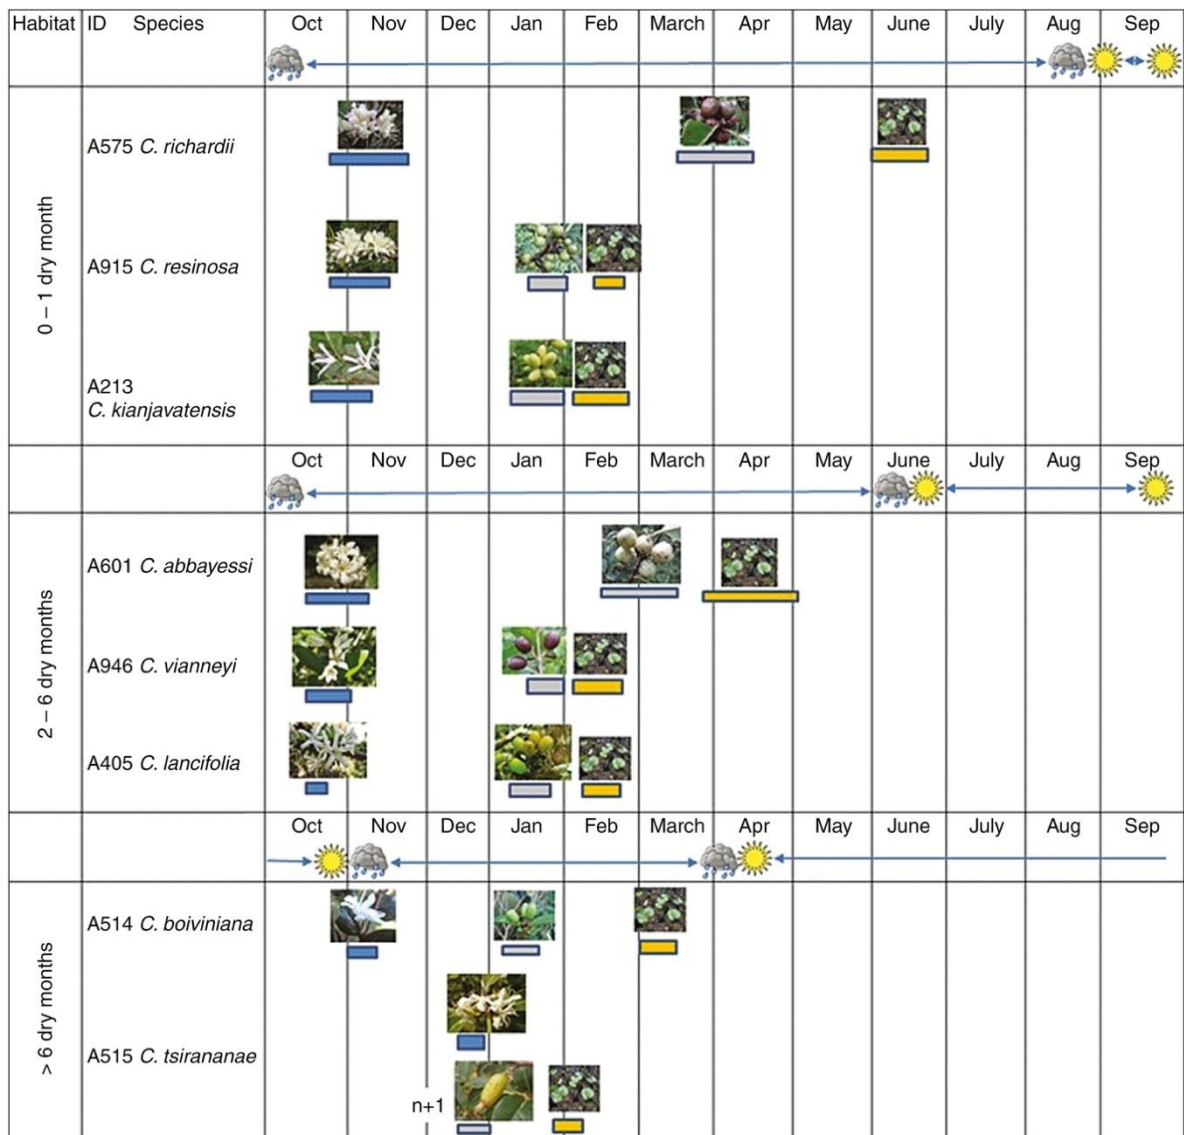 Habitat ID Species Oct Nov Dec Jan Feb March Apr May June July Aug Sep
0 – 1 dry month
A575 C. richardii
A915 C. resinosa
A213
C. kianjavatensis
Oct Nov Dec Jan Feb March Apr May June July Aug Sep
2 – 6 dry months
A601 C. abbayessi
A946 C. vianneyi
A405 C. lancifolia
Oct Nov Dec Jan Feb March Apr May June July Aug Sep
> 6 dry months
A514 C. boiviniana
A515 C. tsirananae
n+1